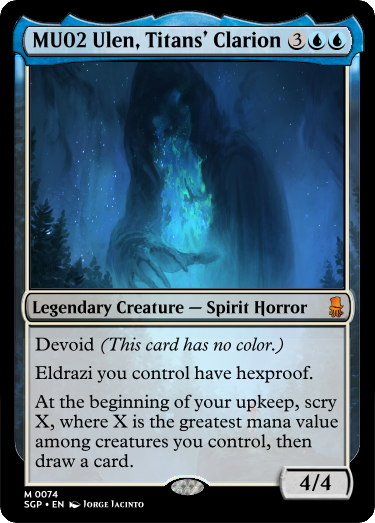 MU02 Ulen, Titans’ Clarion 3
Legendary Creature — Spirit Horror
Devoid (This card has no color.)
Eldrazi you control have hexproof.
At the beginning of your upkeep, scry
X, where X is the greatest mana value
among creatures you control, then
draw a card.
4/4
M 0074
SGP • EN Jorge Jacinto